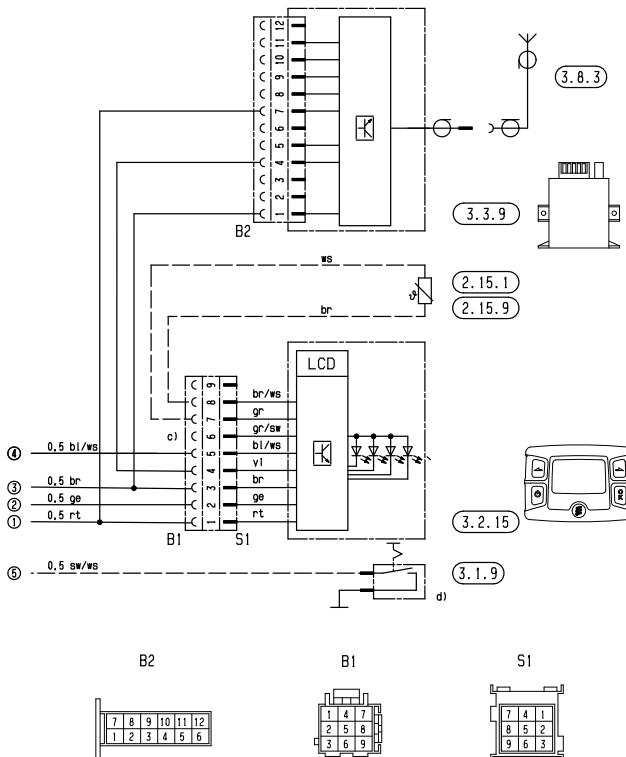 12
11
10
9
8
7
6
5
4
3
2
1
B2
3.8.3
3.3.9
ws
2.15.1
br
2.15.9
LCD
9
8 br/ws
7 gr
c) 6 gr/sw
④ 0,5 bl/ws 5 bl/ws
4 vi
③ 0,5 br 3 br
② 0,5 ge 2 ge
① 0,5 rt 1 rt
B1 S1
3.2.15
OK
⑤ 0,5 sw/ws
3.1.9
d)
B2 B1 S1
7 8 9 10 11 12
1 2 3 4 5 6
1 4 7
2 5 8
3 6 9
7 4 1
8 5 2
9 6 3